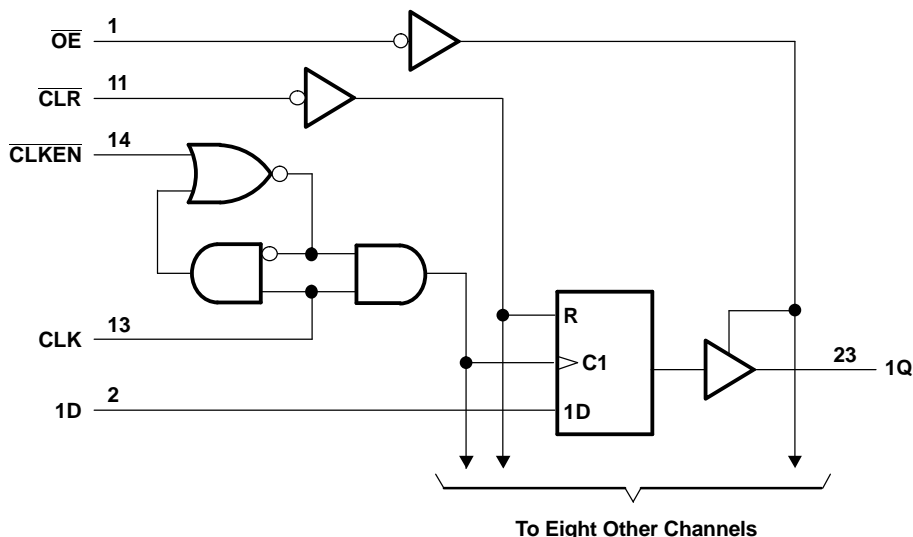 OE 1
CLR 11
CLKEN 14
CLK 13
1D 2
R
C1
1D
23 1Q
To Eight Other Channels